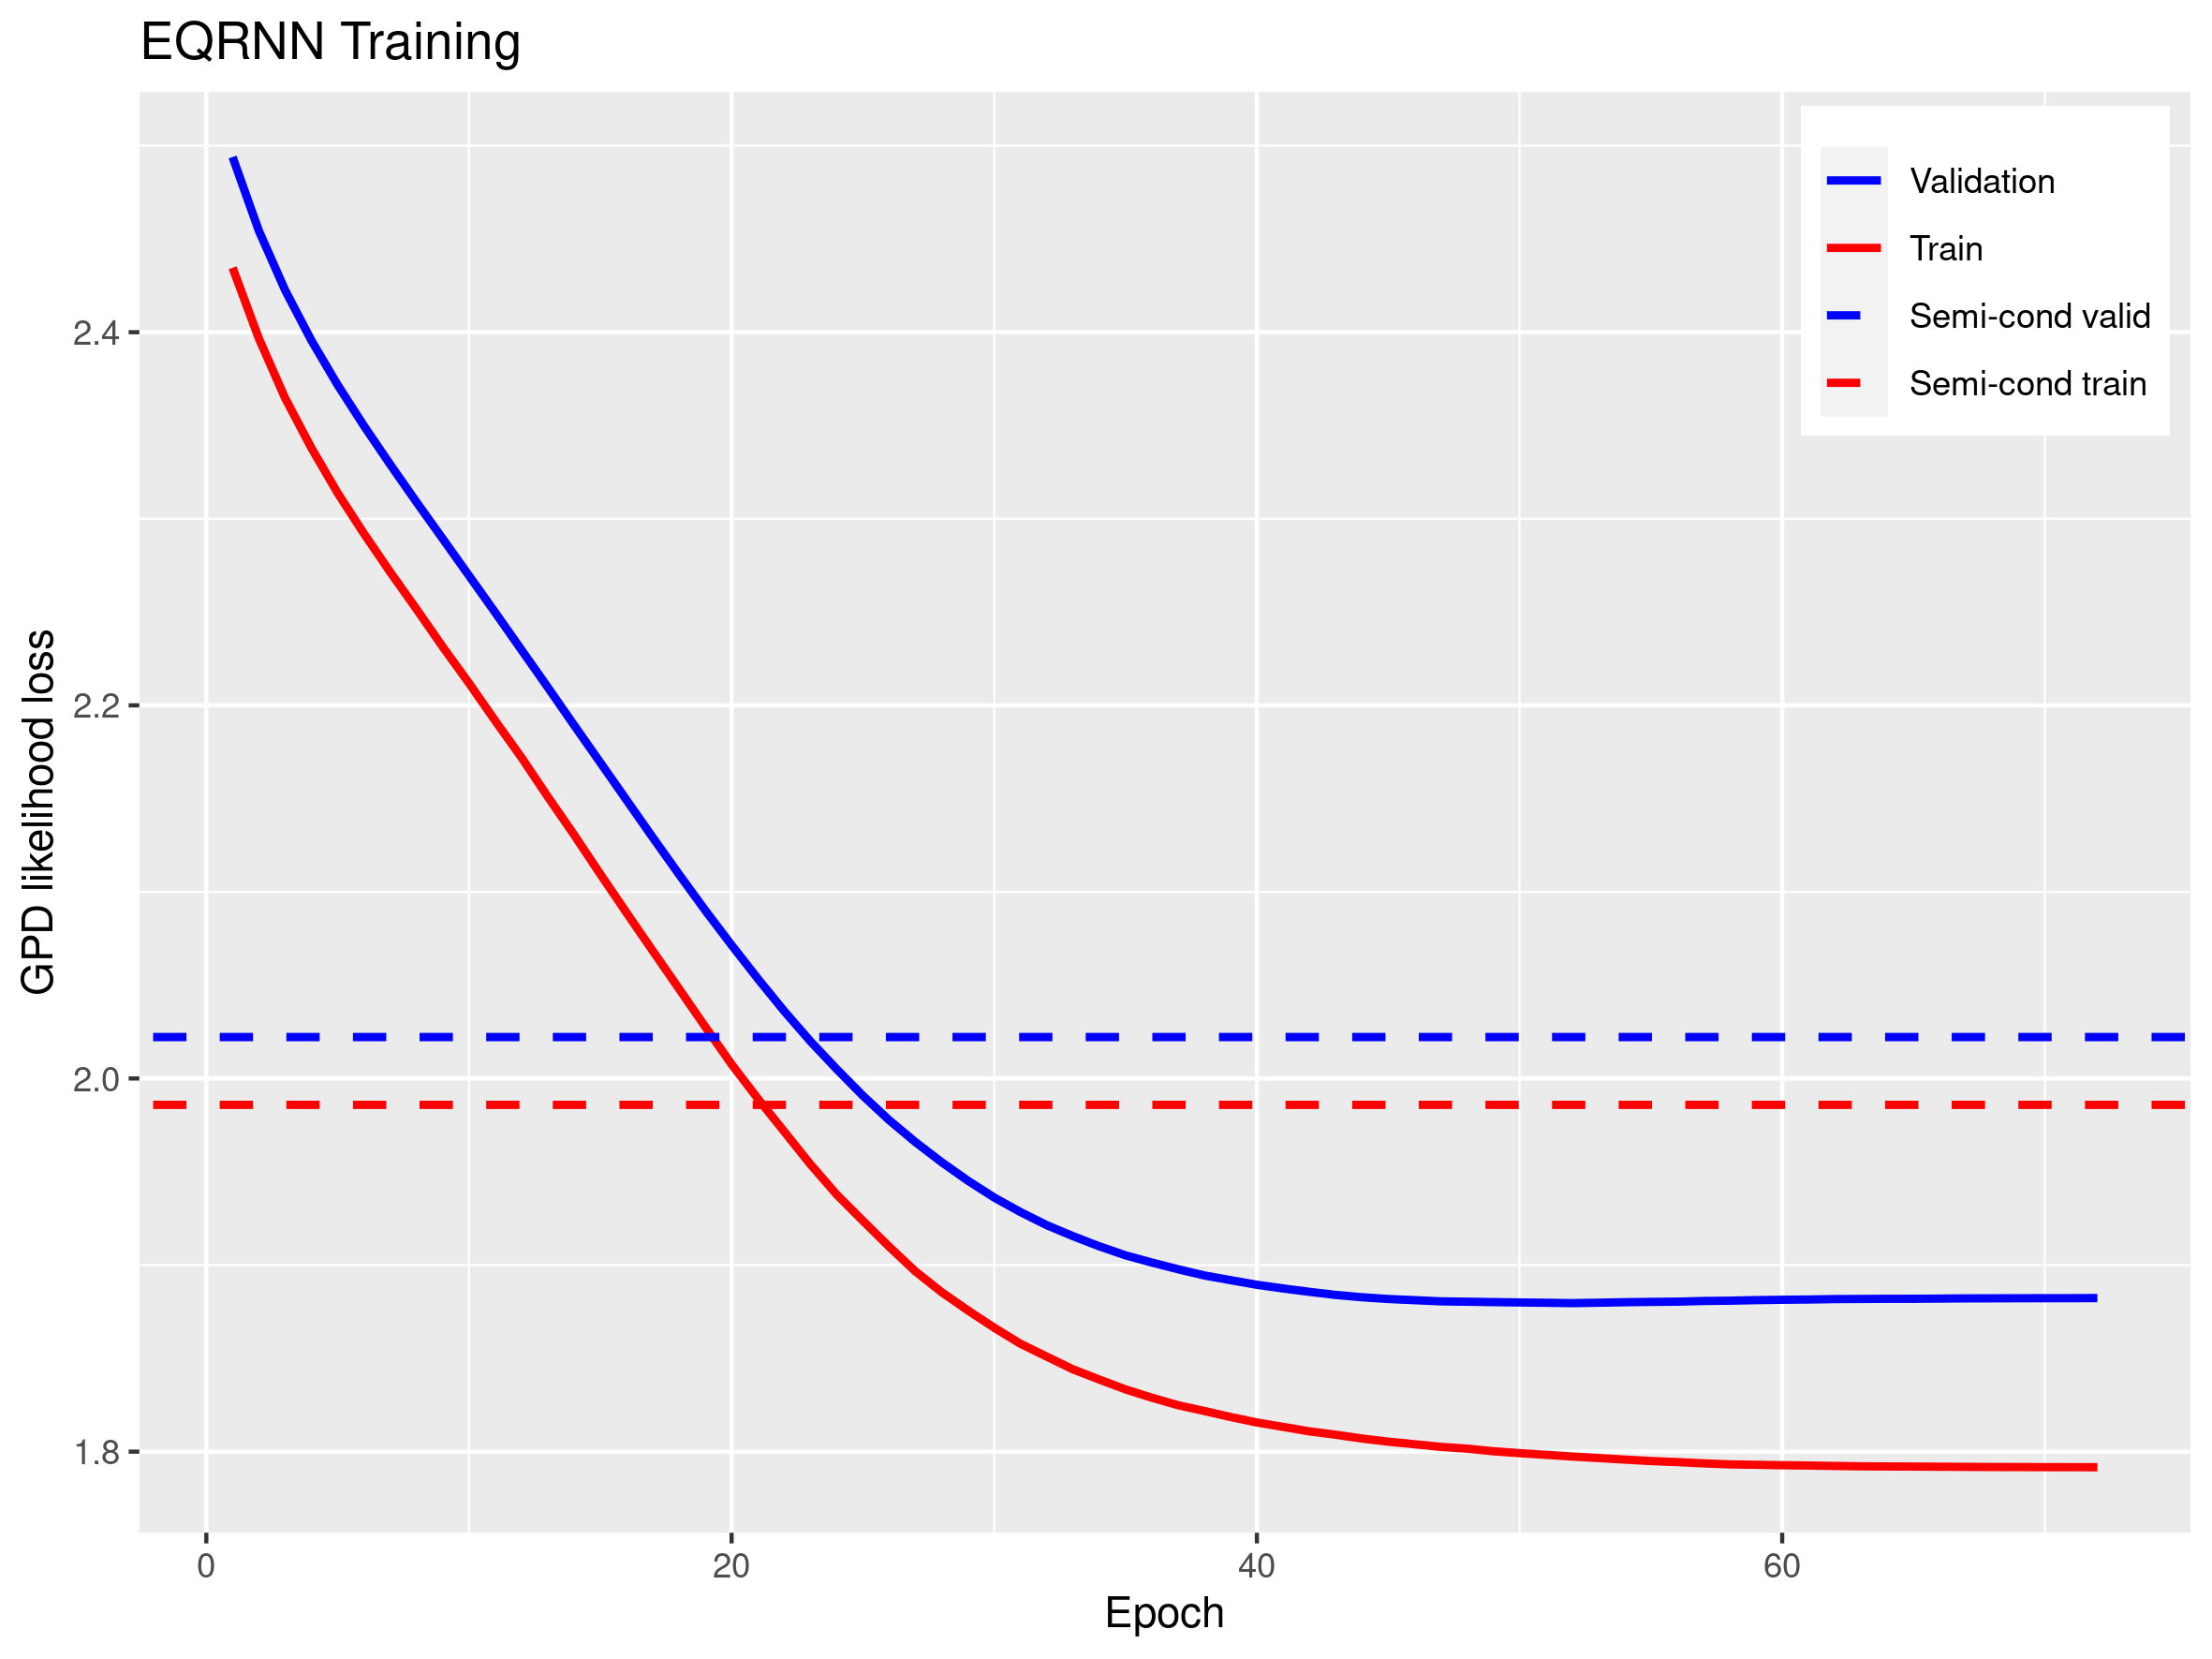 EQRNN Training
GPD likelihood loss
2.4
2.2
2.0
1.8
0
20
40
60
Epoch
Validation
Train
Semi-cond valid
Semi-cond train